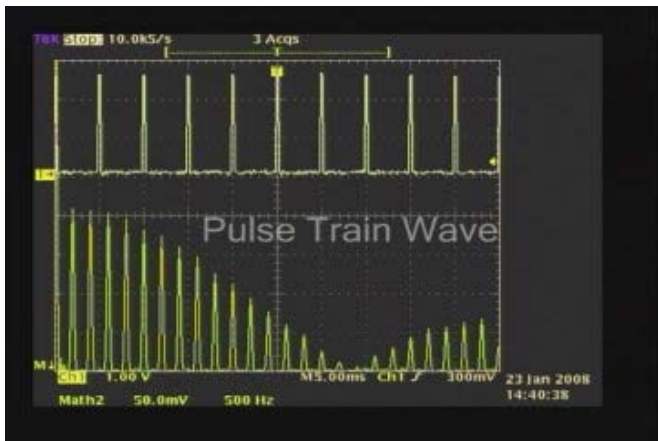 Tek Stop: 10.0kS/s 3 Acqs
T
1
Pulse Train Wave
M
Ch1 1.00 V M5.00ms Ch1 300mV
Math2 50.0mV 500 Hz
23 Jan 2008
14:40:38